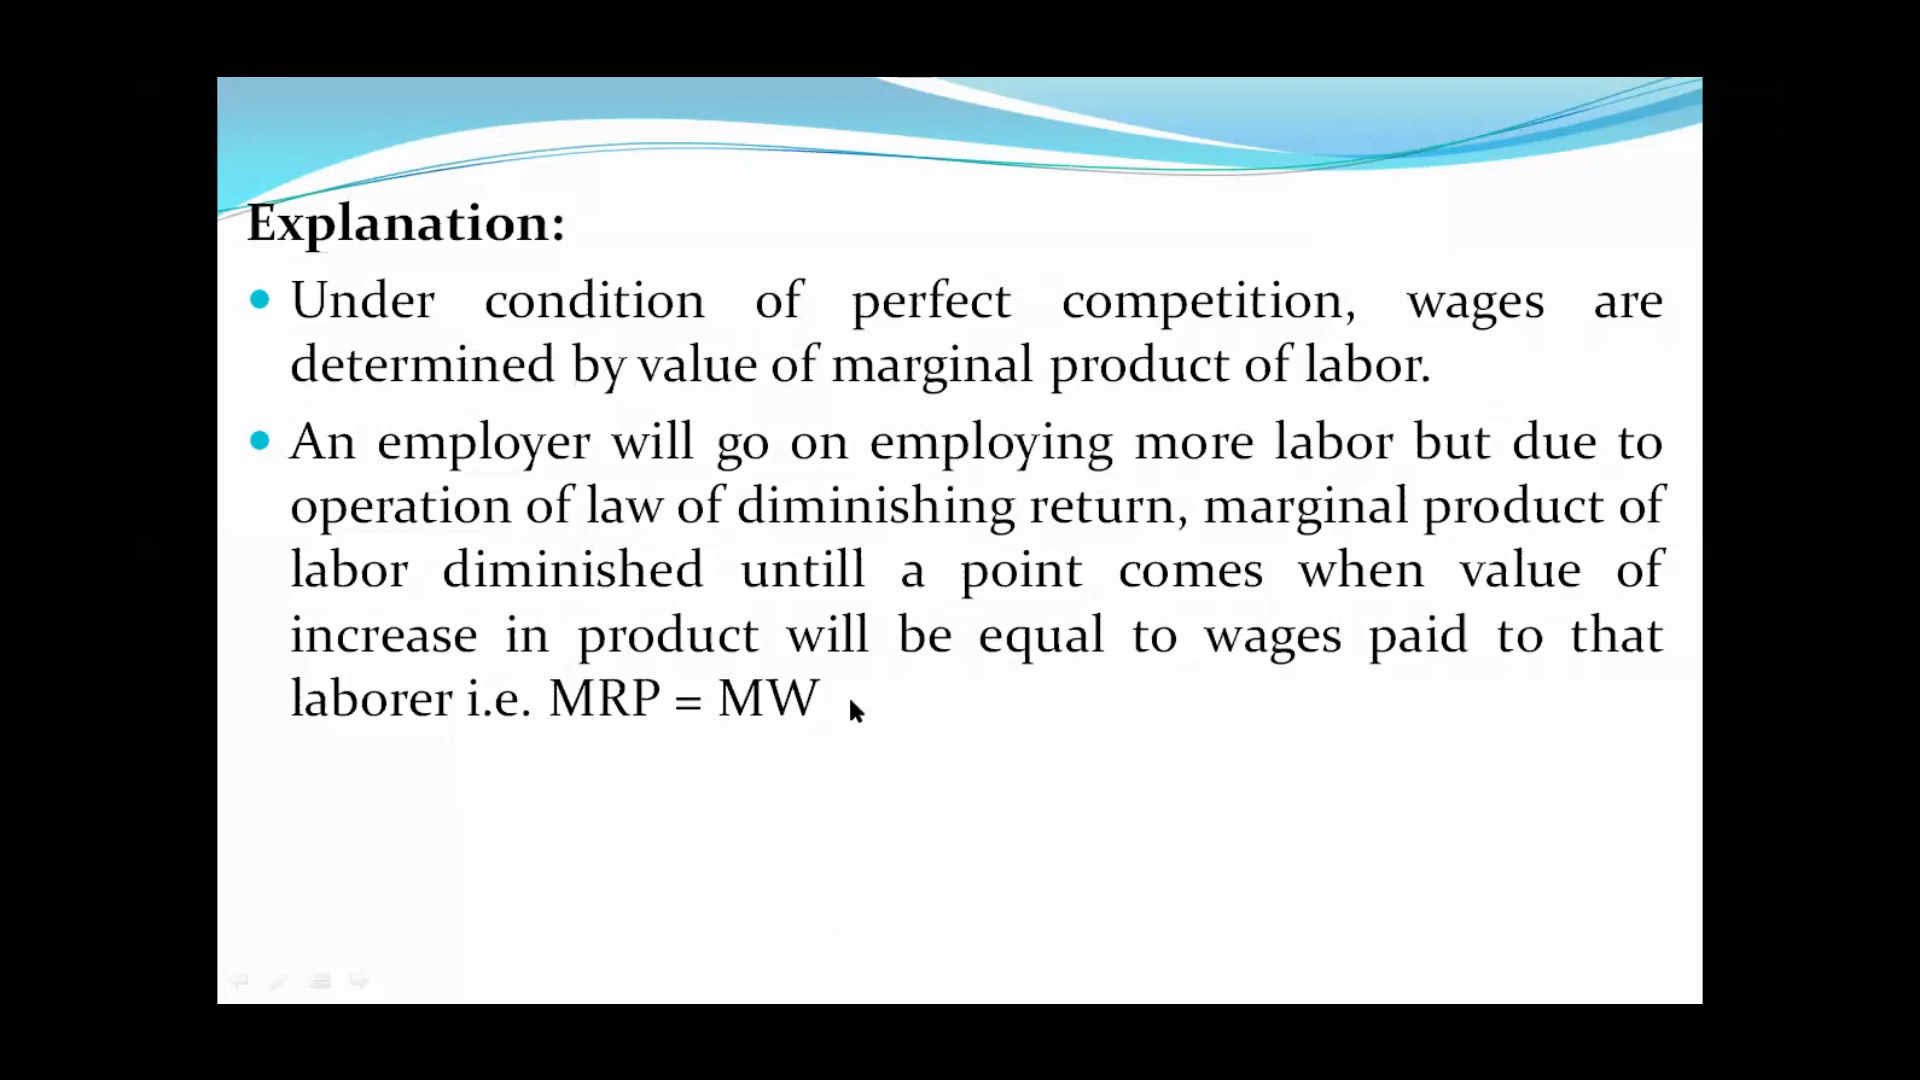 Explanation:
• Under condition of perfect competition, wages are
determined by value of marginal product of labor.
• An employer will go on employing more labor but due to
operation of law of diminishing return, marginal product of
labor diminished untill a point comes when value of
increase in product will be equal to wages paid to that
laborer i.e. MRP = MW